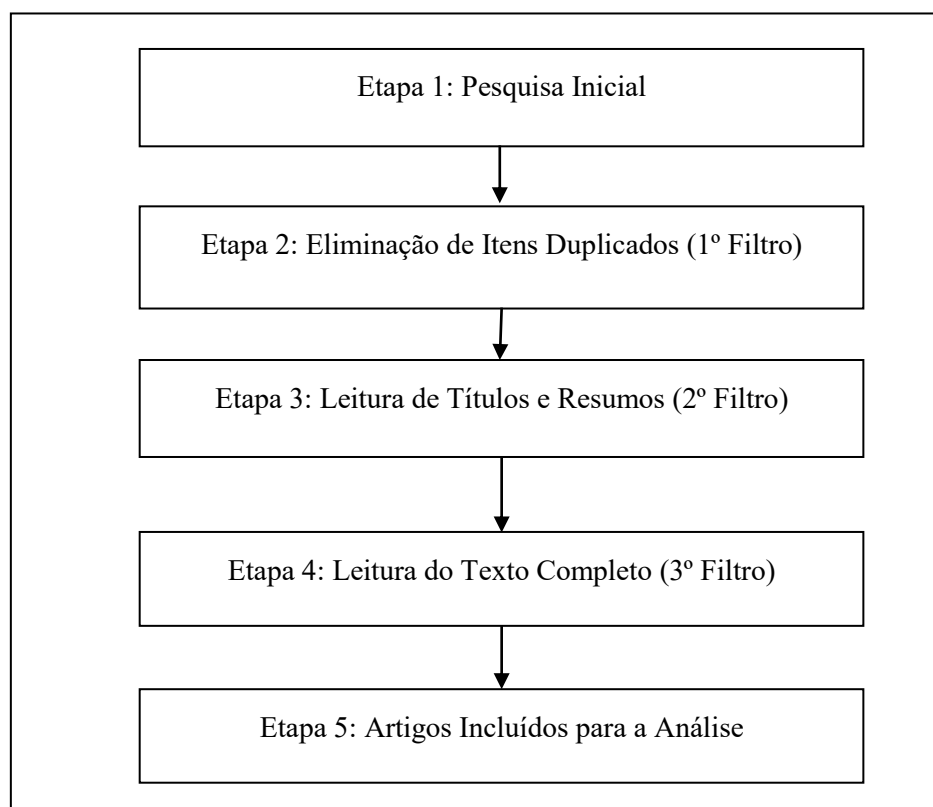 Etapa 1: Pesquisa Inicial
Etapa 2: Eliminação de Itens Duplicados (1º Filtro)
Etapa 3: Leitura de Títulos e Resumos (2º Filtro)
Etapa 4: Leitura do Texto Completo (3º Filtro)
Etapa 5: Artigos Incluídos para a Análise